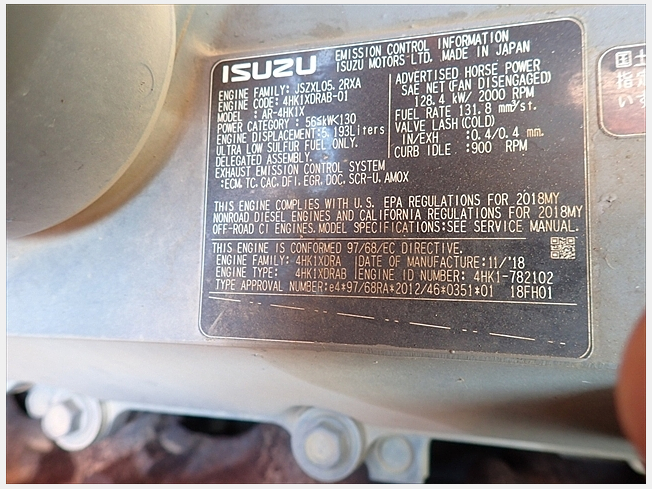 ISUZU
EMISSION CONTROL INFORMATION
ISUZU MOTORS LTD. MADE IN JAPAN
ENGINE FAMILY: JSZXL05.2RXA
ENGINE CODE: 4HK1XDRAB-01
MODEL : AR-4HK1X
POWER CATEGORY : 56≤kW<130
ENGINE DISPLACEMENT:5.193Liters
ULTRA LOW SULFUR FUEL ONLY.
DELEGATED ASSEMBLY.
EXHAUST EMISSION CONTROL SYSTEM
:ECM, TC, CAC, DFI, EGR, DOC, SCR-U, AMOX
ADVERTISED HORSE POWER
SAE NET (FAN DISENGAGED)
128.4 kW/ 2000 RPM
FUEL RATE 131.8 mm³/st.
VALVE LASH (COLD)
IN/EXH :0.4/0.4 mm.
CURB IDLE :900 RPM
THIS ENGINE COMPLIES WITH U.S. EPA REGULATIONS FOR 2018MY
NONROAD DIESEL ENGINES AND CALIFORNIA REGULATIONS FOR 2018MY
OFF-ROAD CI ENGINES. MODEL SPECIFICATIONS:SEE SERVICE MANUAL.
THIS ENGINE IS CONFORMED 97/68/EC DIRECTIVE.
ENGINE FAMILY: 4HK1XDRA DATE OF MANUFACTURE:11/'18
ENGINE TYPE: 4HK1XDRAB ENGINE ID NUMBER: 4HK1-782102
TYPE APPROVAL NUMBER:e4*97/68RA*2012/46*0351*01 18FH01
国土
指定
いす